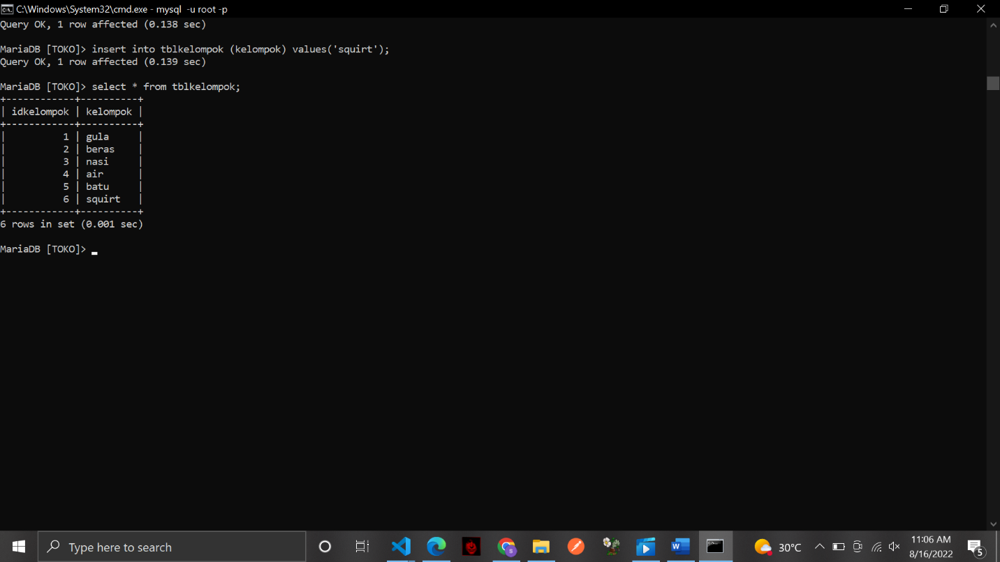 C:\Windows\System32\cmd.exe - mysql  -u root -p
Query OK, 1 row affected (0.138 sec)
MariaDB [TOKO]> insert into tblkelompok (kelompok) values('squirt');
Query OK, 1 row affected (0.139 sec)
MariaDB [TOKO]> select * from tblkelompok;
+------------+----------+
| idkelompok | kelompok |
+------------+----------+
|          1 | gula     |
|          2 | beras    |
|          3 | nasi     |
|          4 | air      |
|          5 | batu     |
|          6 | squirt   |
+------------+----------+
6 rows in set (0.001 sec)
MariaDB [TOKO]> _
Type here to search
30°C
11:06 AM
8/16/2022
5